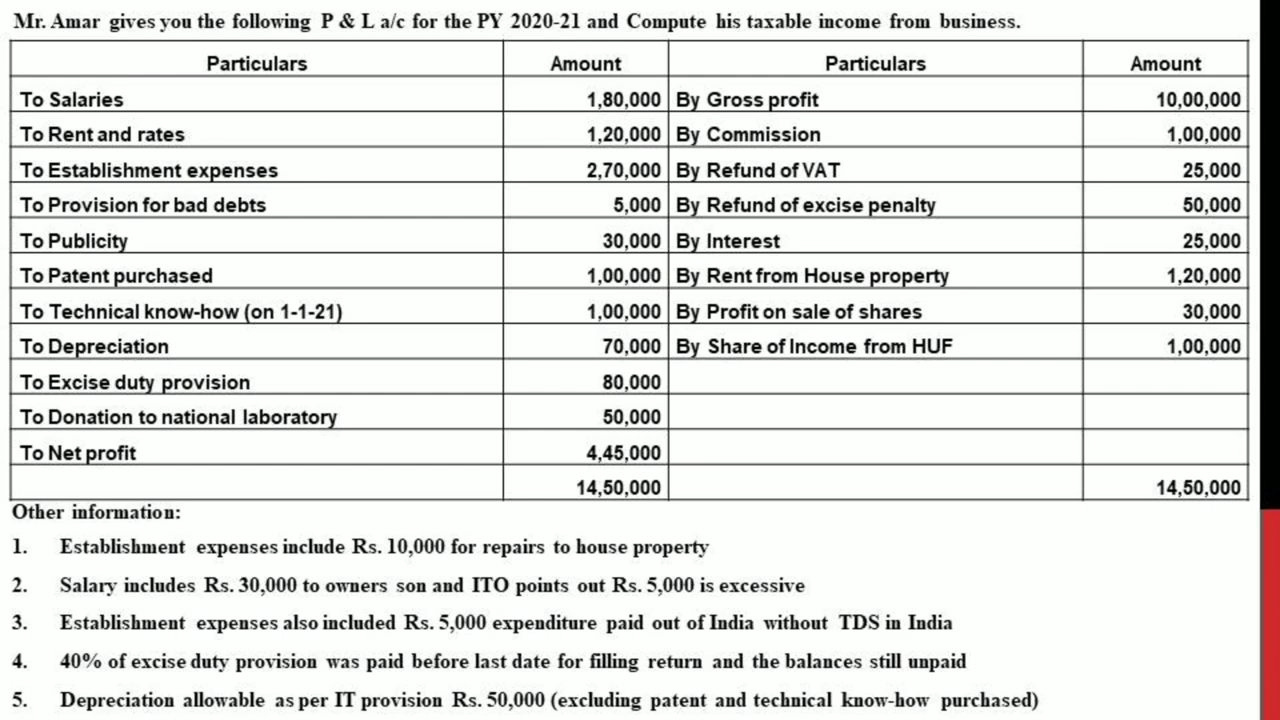 Mr. Amar gives you the following P & L a/c for the PY 2020-21 and Compute his taxable income from business.
Particulars Amount Particulars Amount
To Salaries 1,80,000 By Gross profit 10,00,000
To Rent and rates 1,20,000 By Commission 1,00,000
To Establishment expenses 2,70,000 By Refund of VAT 25,000
To Provision for bad debts 5,000 By Refund of excise penalty 50,000
To Publicity 30,000 By Interest 25,000
To Patent purchased 1,00,000 By Rent from House property 1,20,000
To Technical know-how (on 1-1-21) 1,00,000 By Profit on sale of shares 30,000
To Depreciation 70,000 By Share of Income from HUF 1,00,000
To Excise duty provision 80,000
To Donation to national laboratory 50,000
To Net profit 4,45,000
14,50,000 14,50,000
Other information:
1. Establishment expenses include Rs. 10,000 for repairs to house property
2. Salary includes Rs. 30,000 to owners son and ITO points out Rs. 5,000 is excessive
3. Establishment expenses also included Rs. 5,000 expenditure paid out of India without TDS in India
4. 40% of excise duty provision was paid before last date for filling return and the balances still unpaid
5. Depreciation allowable as per IT provision Rs. 50,000 (excluding patent and technical know-how purchased)